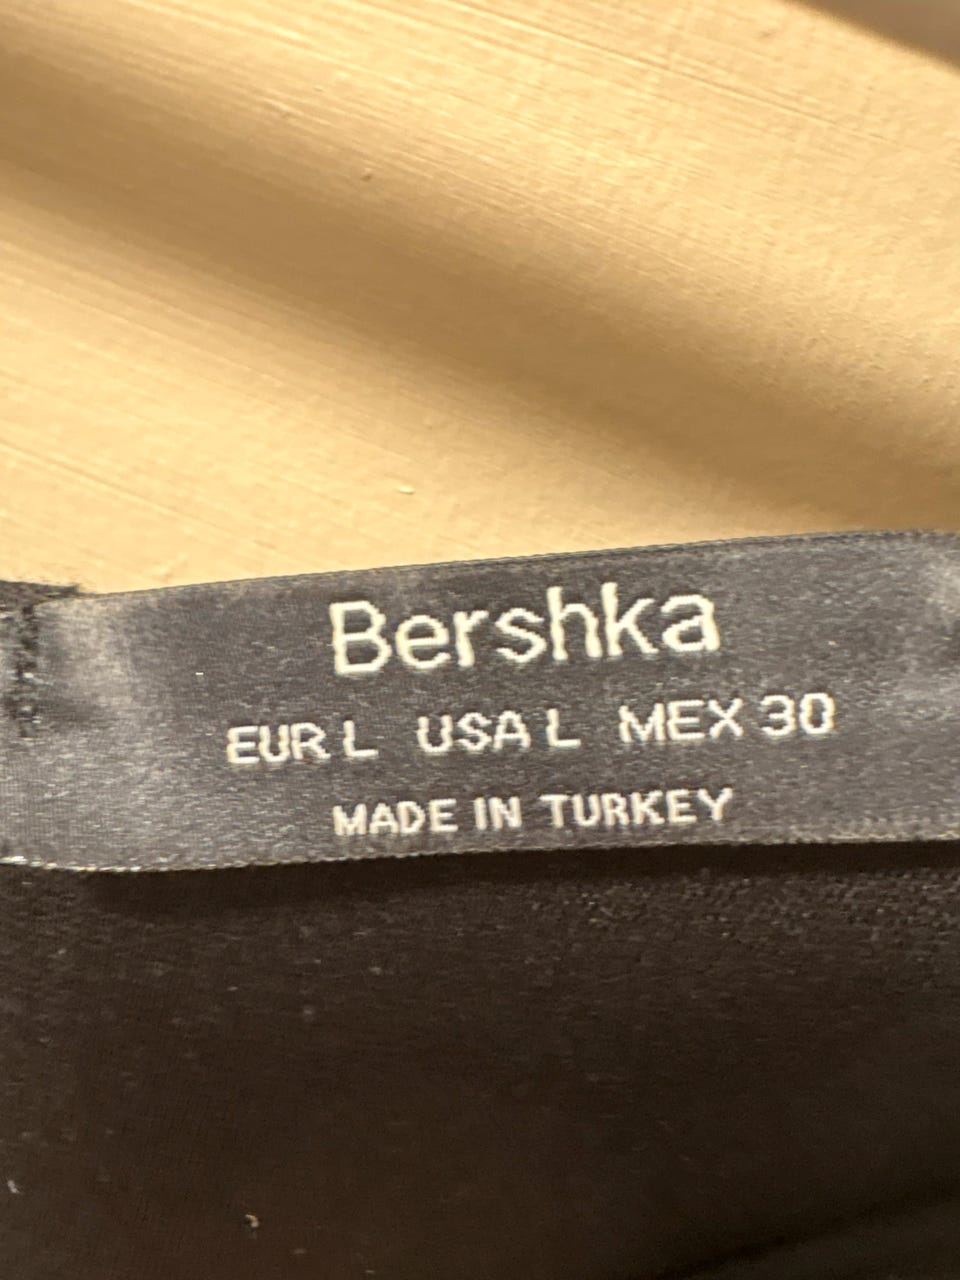 Bershka
EUR L USA L MEX 30
MADE IN TURKEY